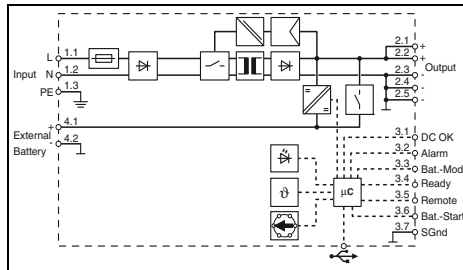 L 1.1
Input N 1.2
PE 1.3
+ 4.1
External
Battery - 4.2
2.1 +
2.2 +
Output
2.3 -
2.4 -
2.5 -
3.1 DC OK
3.2 Alarm
3.3 Bat.-Mode
3.4 Ready
3.5 Remote
3.6 Bat.-Start
3.7 SGnd
µC
ϑ